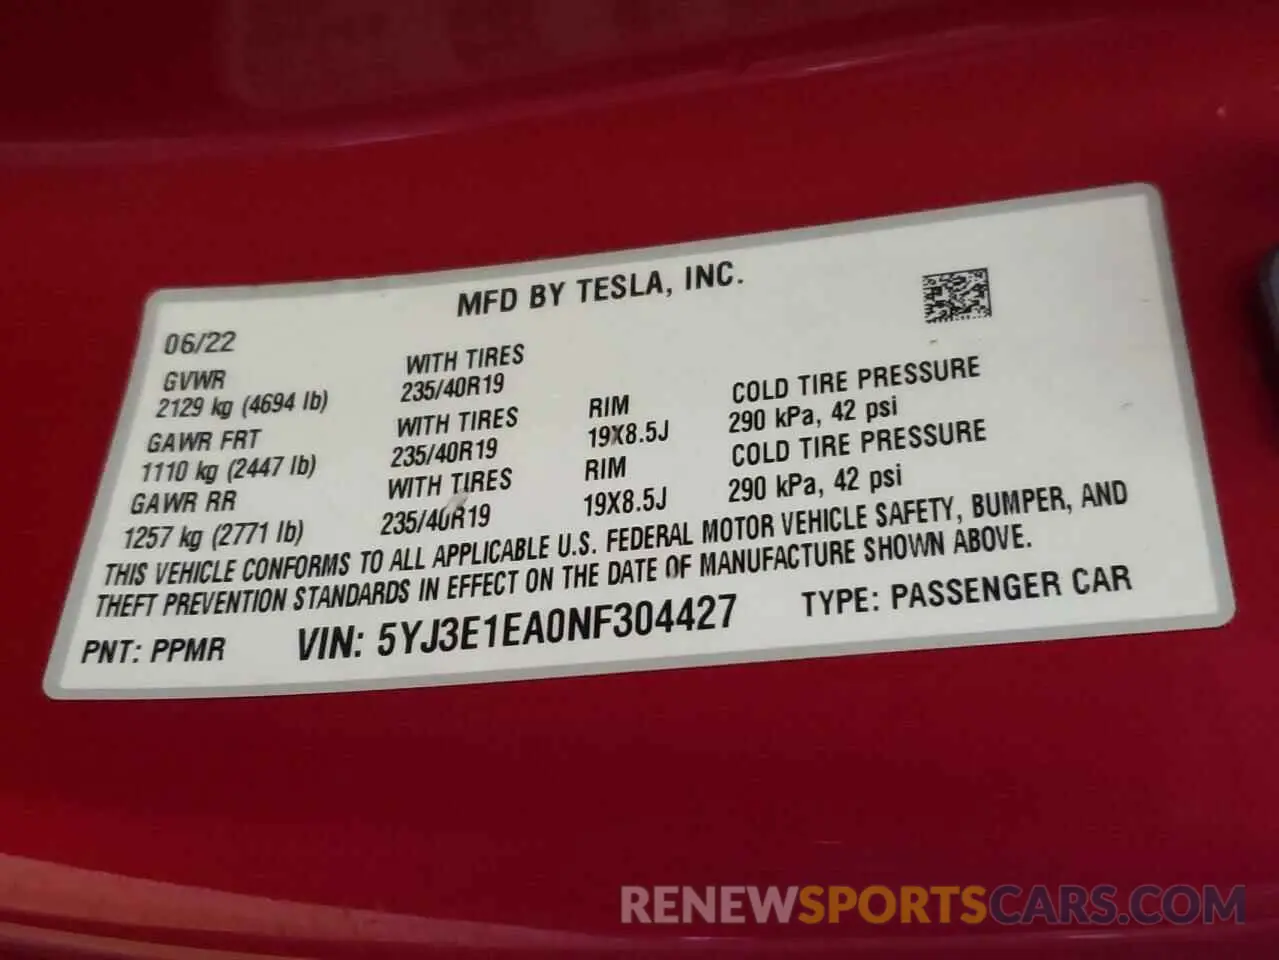 MFD BY TESLA, INC.
06/22
GVWR
2129 kg (4694 lb)
WITH TIRES
235/40R19
GAWR FRT
1110 kg (2447 lb)
WITH TIRES
235/40R19
RIM
19X8.5J
COLD TIRE PRESSURE
290 kPa, 42 psi
GAWR RR
1257 kg (2771 lb)
WITH TIRES
235/40R19
RIM
19X8.5J
COLD TIRE PRESSURE
290 kPa, 42 psi
THIS VEHICLE CONFORMS TO ALL APPLICABLE U.S. FEDERAL MOTOR VEHICLE SAFETY, BUMPER, AND
THEFT PREVENTION STANDARDS IN EFFECT ON THE DATE OF MANUFACTURE SHOWN ABOVE.
PNT: PPMR VIN: 5YJ3E1EA0NF304427 TYPE: PASSENGER CAR
RENEWSPORTSCARS.COM